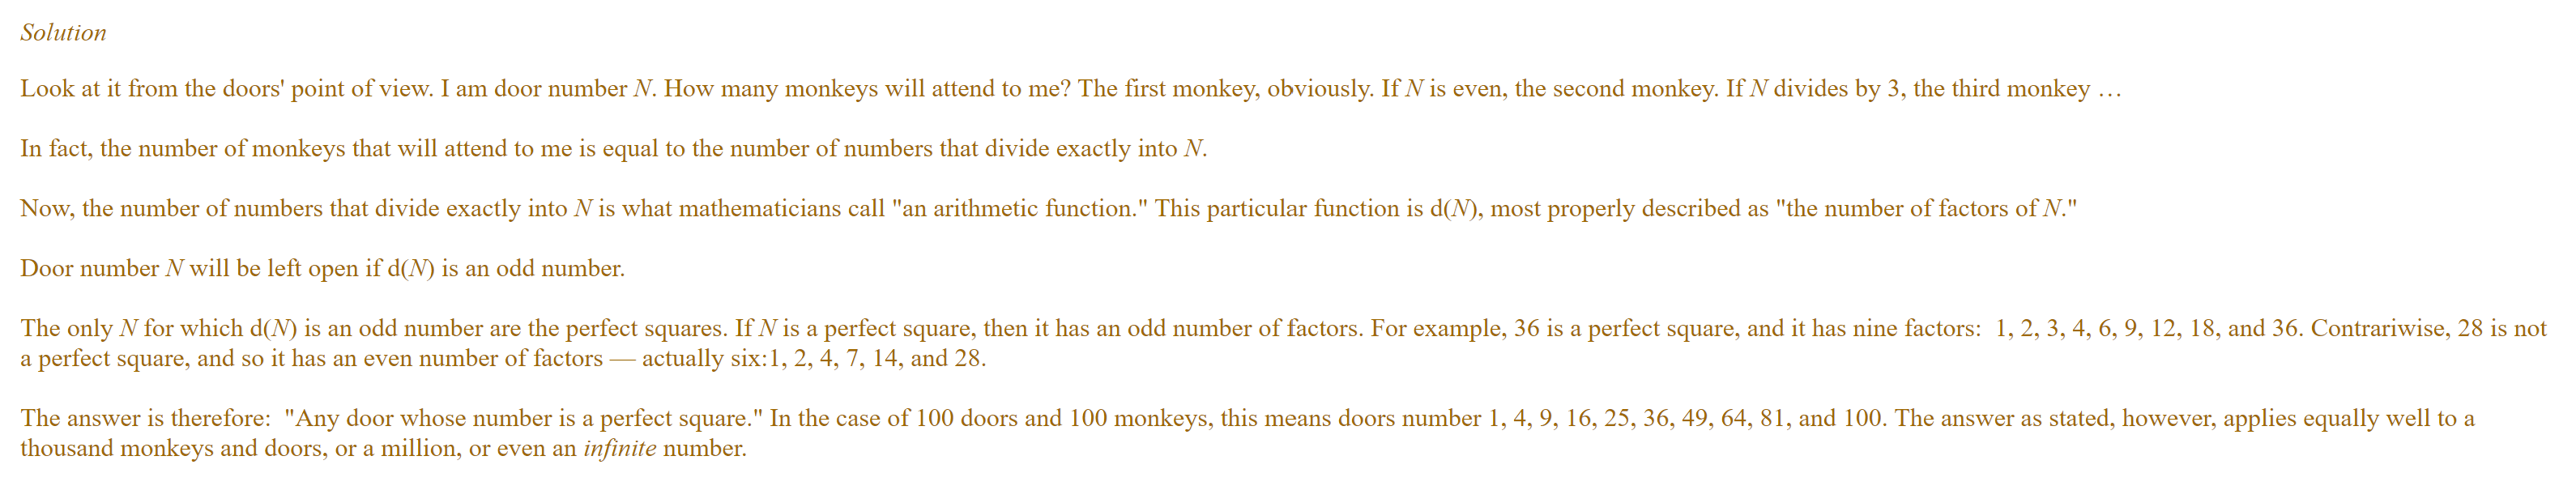 Solution
Look at it from the doors' point of view. I am door number N. How many monkeys will attend to me? The first monkey, obviously. If N is even, the second monkey. If N divides by 3, the third monkey …
In fact, the number of monkeys that will attend to me is equal to the number of numbers that divide exactly into N.
Now, the number of numbers that divide exactly into N is what mathematicians call "an arithmetic function." This particular function is d(N), most properly described as "the number of factors of N."
Door number N will be left open if d(N) is an odd number.
The only N for which d(N) is an odd number are the perfect squares. If N is a perfect square, then it has an odd number of factors. For example, 36 is a perfect square, and it has nine factors:  1, 2, 3, 4, 6, 9, 12, 18, and 36. Contrariwise, 28 is not
a perfect square, and so it has an even number of factors — actually six:1, 2, 4, 7, 14, and 28.
The answer is therefore:  "Any door whose number is a perfect square." In the case of 100 doors and 100 monkeys, this means doors number 1, 4, 9, 16, 25, 36, 49, 64, 81, and 100. The answer as stated, however, applies equally well to a
thousand monkeys and doors, or a million, or even an infinite number.